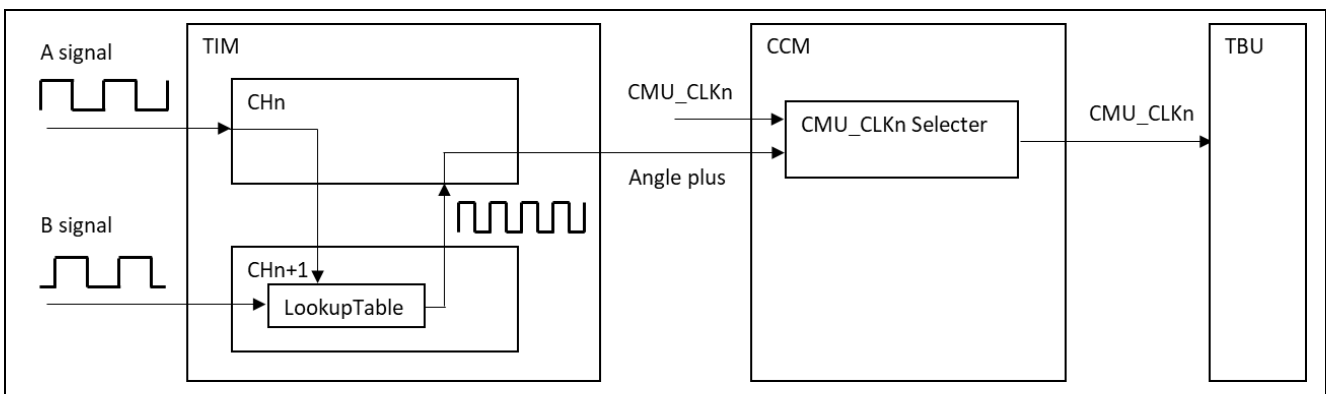 A signal
TIM
CHn
B signal
CHn+1
LookupTable
CMU_CLKn
Angle plus
CCM
CMU_CLKn Selecter
CMU_CLKn
TBU